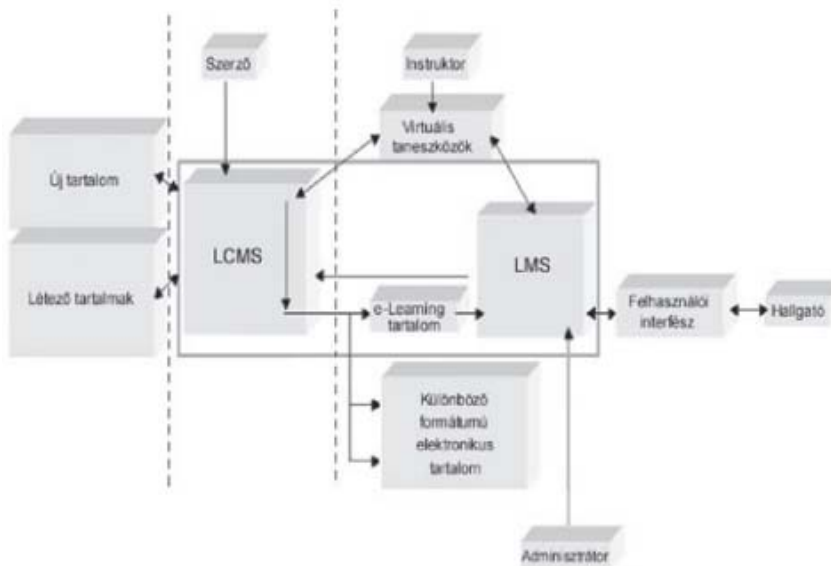 Szerző
Instruktor
Virtuális
taneszközök
Új tartalom
LCMS
LMS
Létező tartalmak
e-Learning
tartalom
Felhasználói
interfész
Hallgató
Különböző
formátumú
elektronikus
tartalom
Adminisztrátor